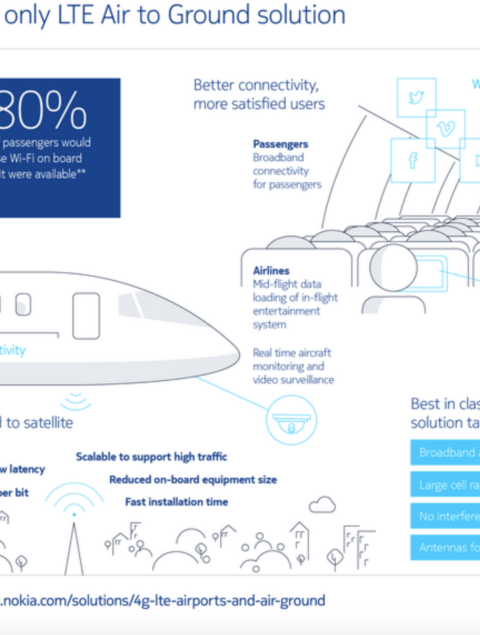 only LTE Air to Ground solution
80%
passengers would
se Wi-Fi on board
it were available**
Better connectivity,
more satisfied users
W
Passengers
Broadband
connectivity
for passengers
Airlines
Mid-flight data
loading of in-flight
entertainment
system
Real time aircraft
monitoring and
video surveillance
tivity
d to satellite
Scalable to support high traffic
w latency
Reduced on-board equipment size
per bit
Fast installation time
Best in clas
solution ta
Broadband a
Large cell ra
No interfere
Antennas fo
.nokia.com/solutions/4g-lte-airports-and-air-ground